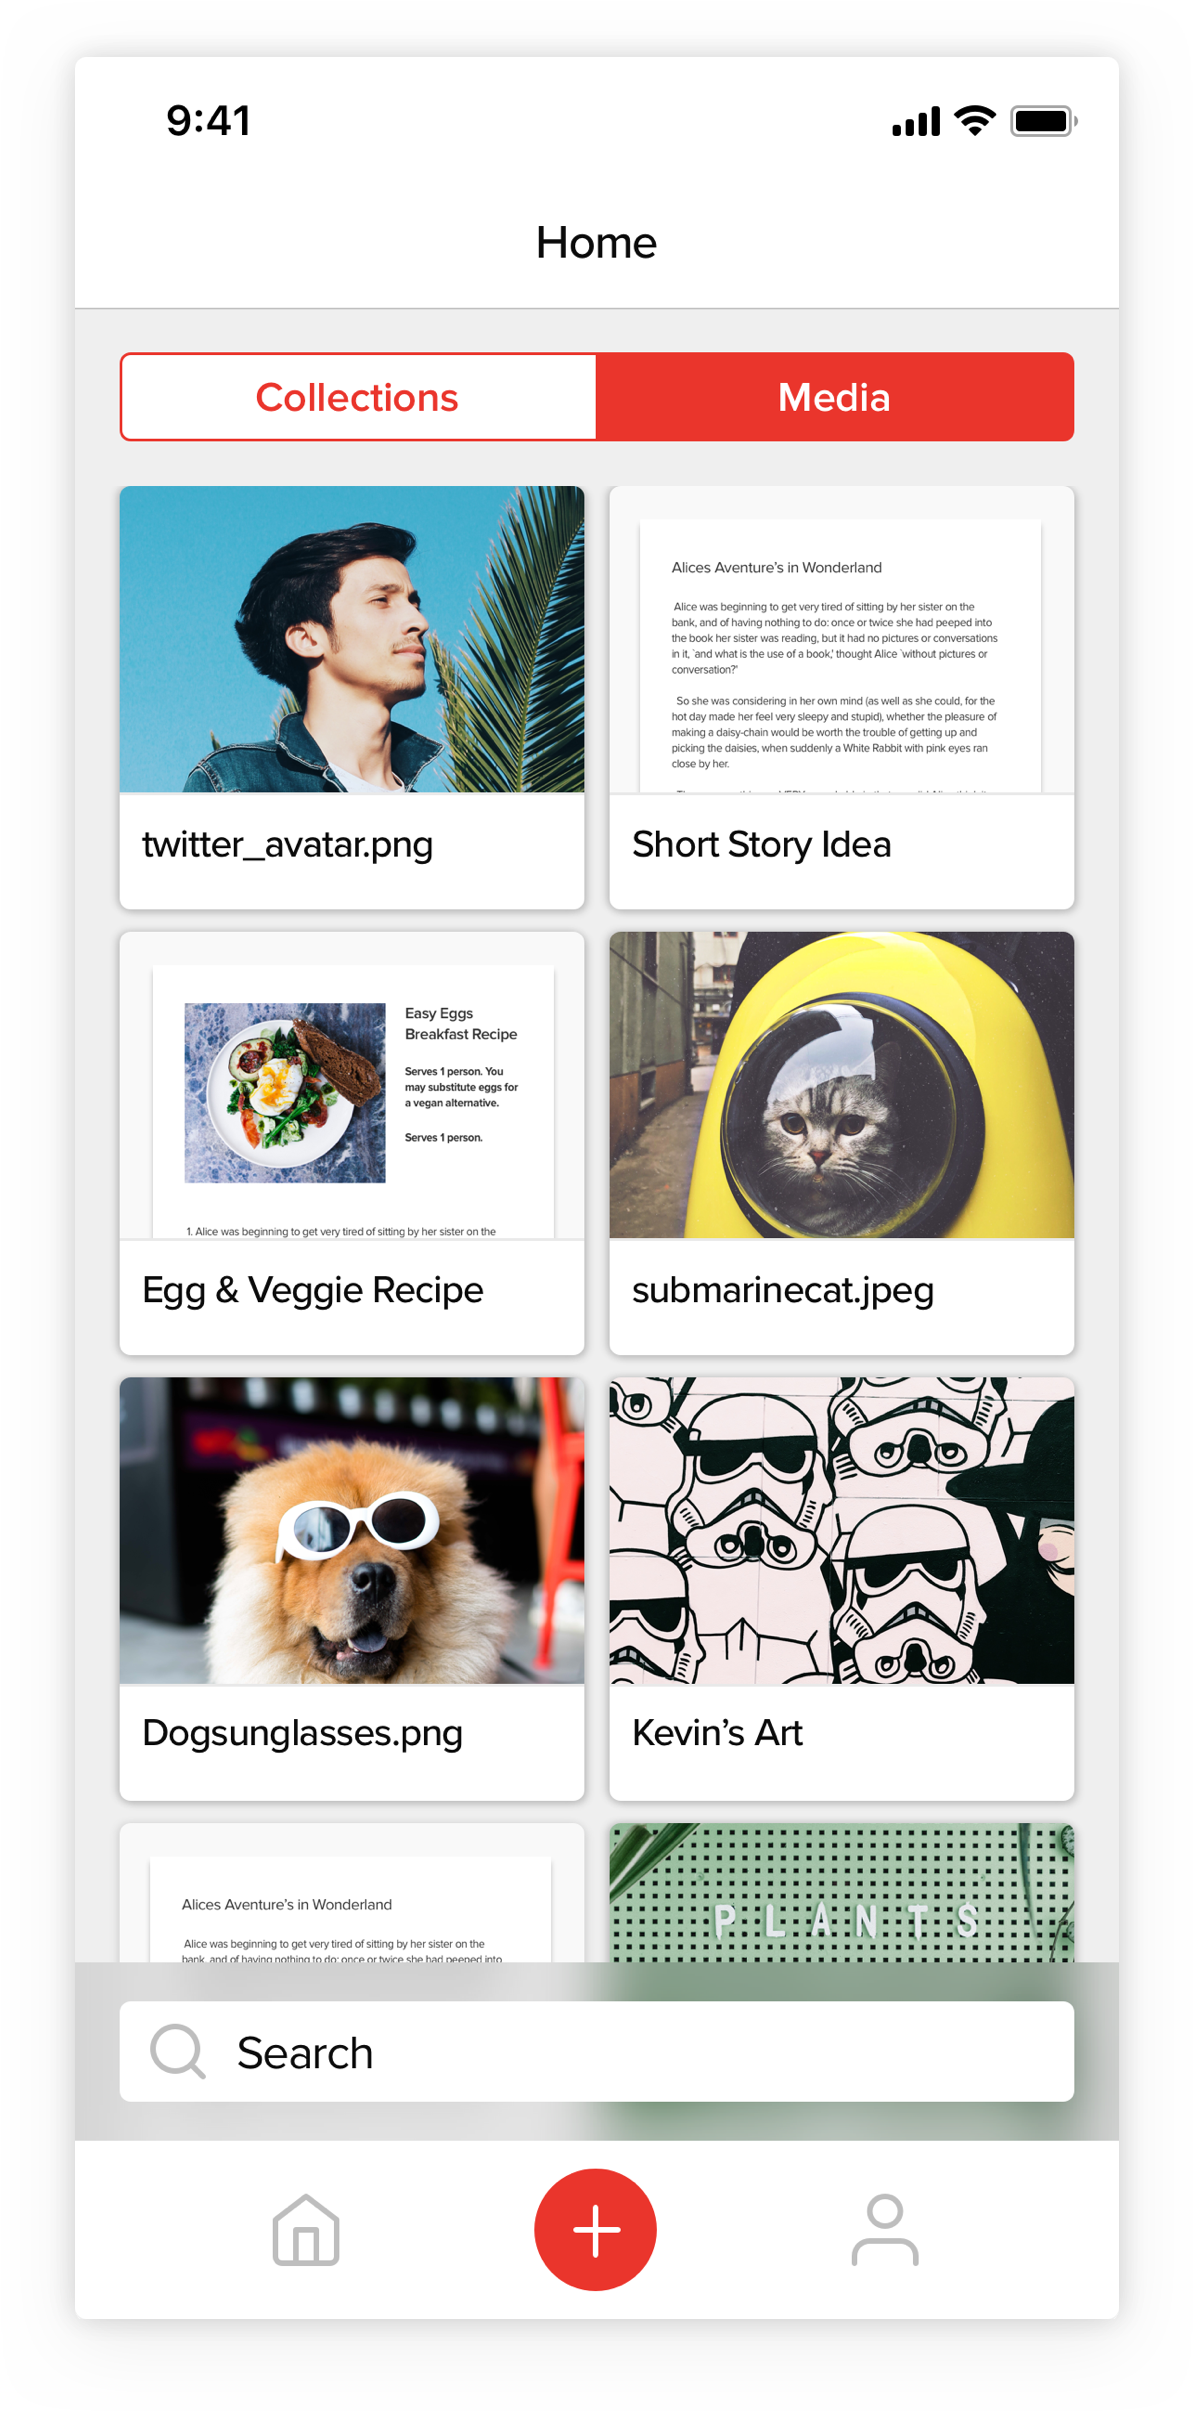 9:41
Home
Collections
Media
Alices Aventure's in Wonderland
Alice was beginning to get very tired of sitting by her sister on the
bank, and of having nothing to do: once or twice she had peeped into
the book her sister was reading, but it had no pictures or conversations
in it, `and what is the use of a book,' thought Alice `without pictures or
conversation?'
So she was considering in her own mind (as well as she could, for the
hot day made her feel very sleepy and stupid), whether the pleasure of
making a daisy-chain would be worth the trouble of getting up and
picking the daisies, when suddenly a White Rabbit with pink eyes ran
close by her.
twitter_avatar.png
Short Story Idea
Easy Eggs
Breakfast Recipe
Serves 1 person. You
may substitute eggs for
a vegan alternative.
Serves 1 person.
1. Alice was beginning to get very tired of sitting by her sister on the
Egg & Veggie Recipe
submarinecat.jpeg
Dogsunglasses.png
Kevin’s Art
Alices Aventure's in Wonderland
Alice was beginning to get very tired of sitting by her sister on the
bank, and of having nothing to do: once or twice she had peeped into
PLANTS
Search